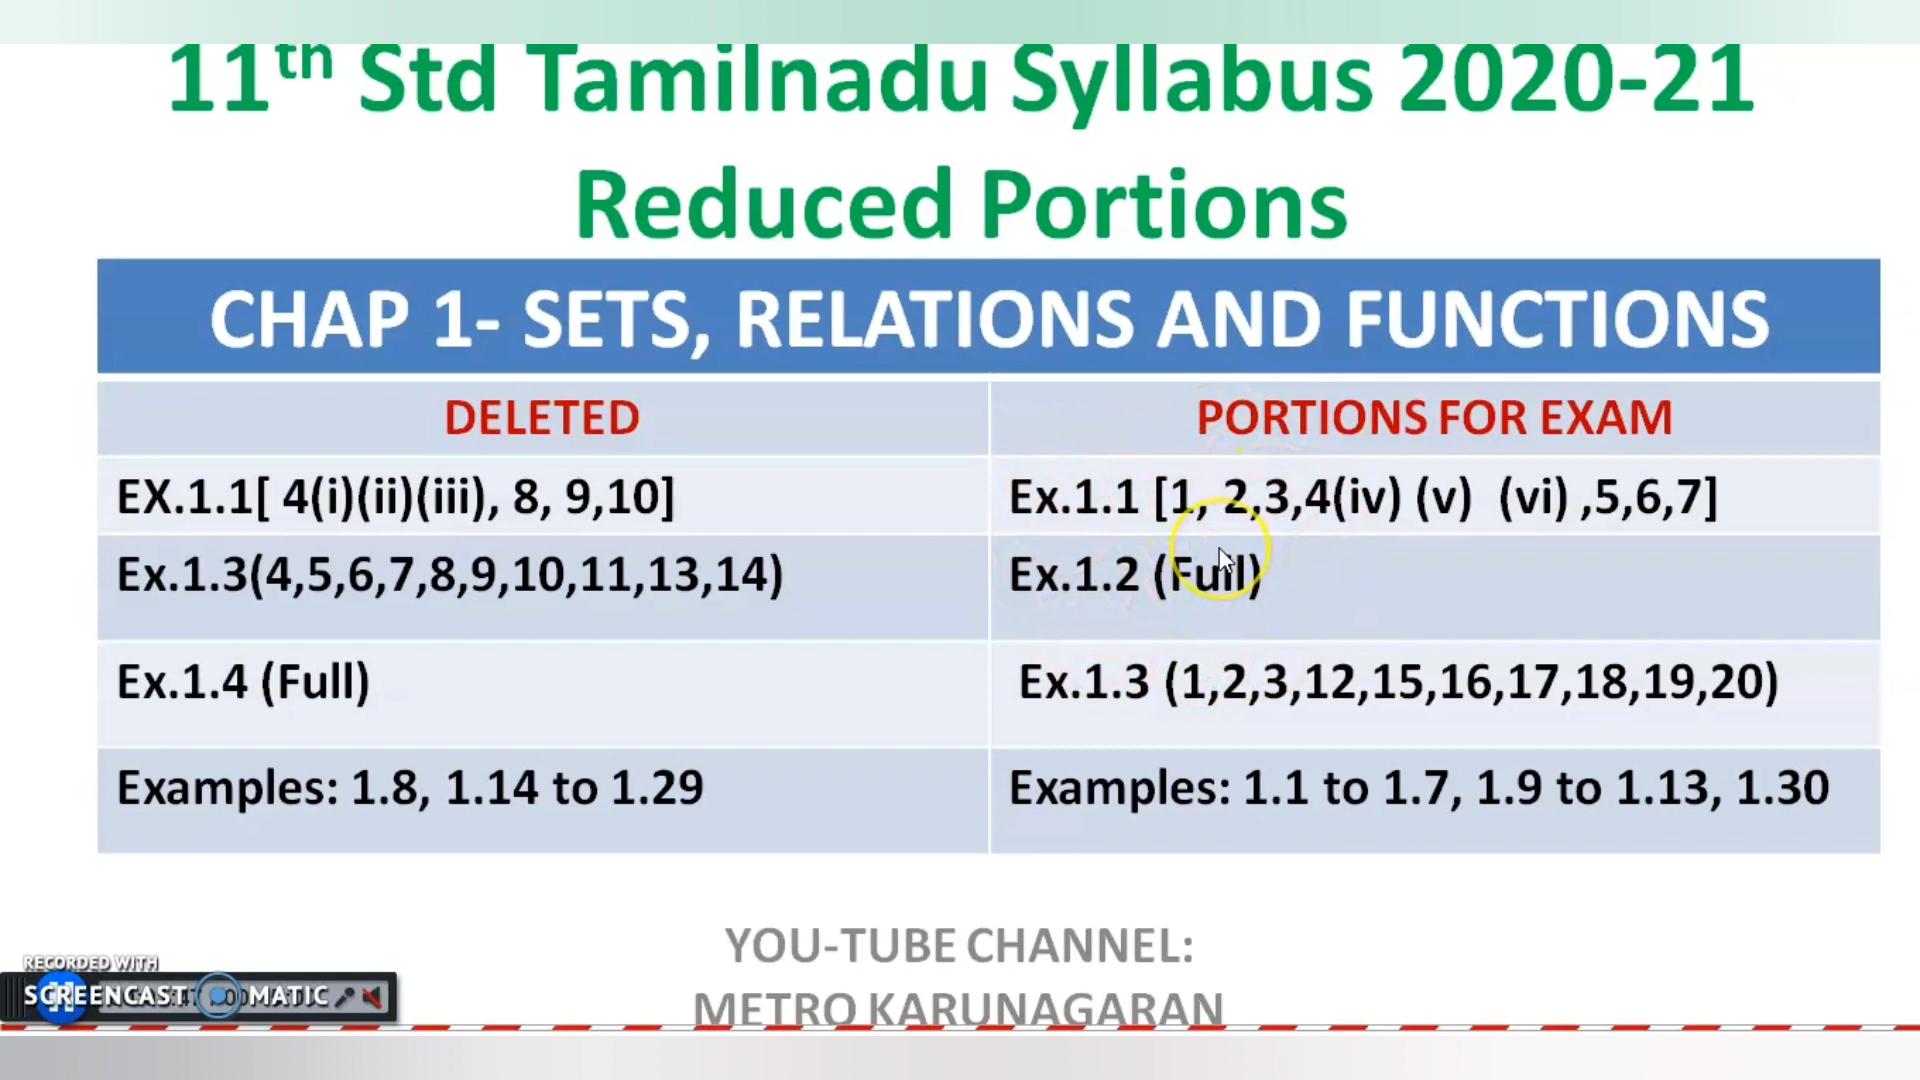 11th Std Tamilnadu Syllabus 2020-21
Reduced Portions
CHAP 1- SETS, RELATIONS AND FUNCTIONS
DELETED
PORTIONS FOR EXAM
EX.1.1[ 4(i)(ii)(iii), 8, 9,10]
Ex.1.1 [1, 2,3,4(iv) (v) (vi) ,5,6,7]
Ex.1.3(4,5,6,7,8,9,10,11,13,14)
Ex.1.2 (Full)
Ex.1.4 (Full)
Ex.1.3 (1,2,3,12,15,16,17,18,19,20)
Examples: 1.8, 1.14 to 1.29
Examples: 1.1 to 1.7, 1.9 to 1.13, 1.30
YOU-TUBE CHANNEL:
METRO KARUNAGARAN
RECORDED WITH
SCREENCAST MATIC